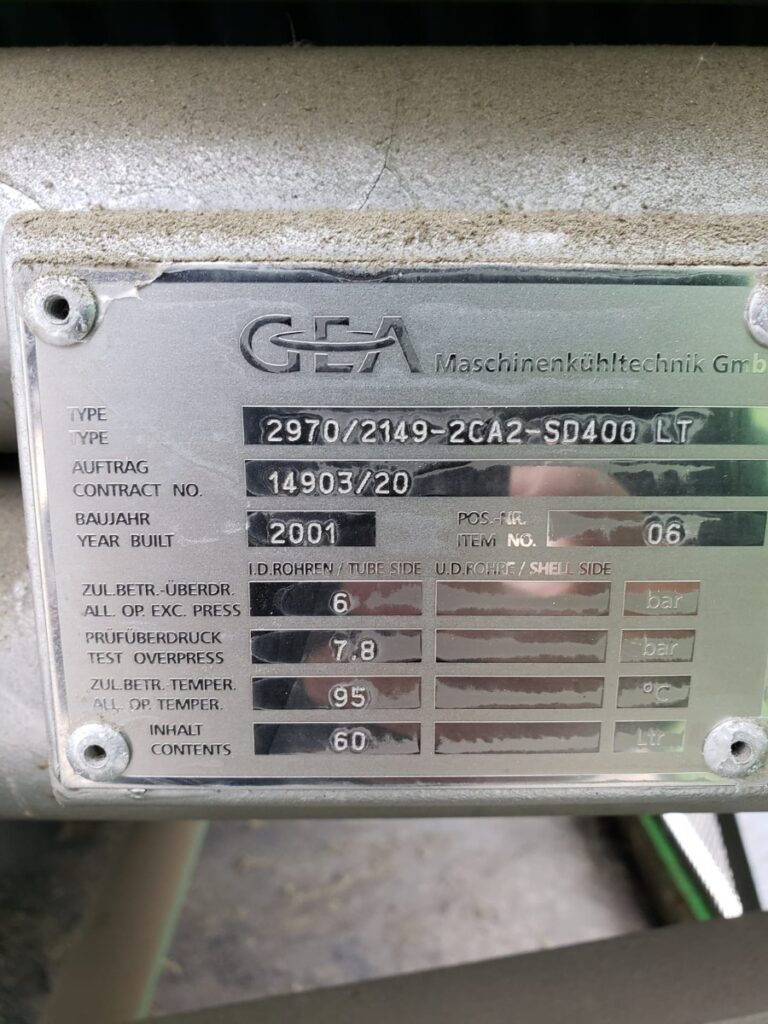 GEA Maschinenkühltechnik Gmb
TYPE
TYPE 2970/2149-2CA2-SD400 LT
AUFTRAG
CONTRACT NO. 14903/20
BAUJAHR POS.-NR.
YEAR BUILT 2001 ITEM NO. 06
I.D.ROHREN / TUBE SIDE U.D.ROHRE / SHELL SIDE
ZUL.BETR.-ÜBERDR.
ALL. OP. EXC. PRESS 6 bar
PRÜFÜBERDRUCK
TEST OVERPRESS 7.8 bar
ZUL.BETR.TEMPER.
ALL. OP. TEMPER. 95 °C
INHALT
CONTENTS 60 Ltr